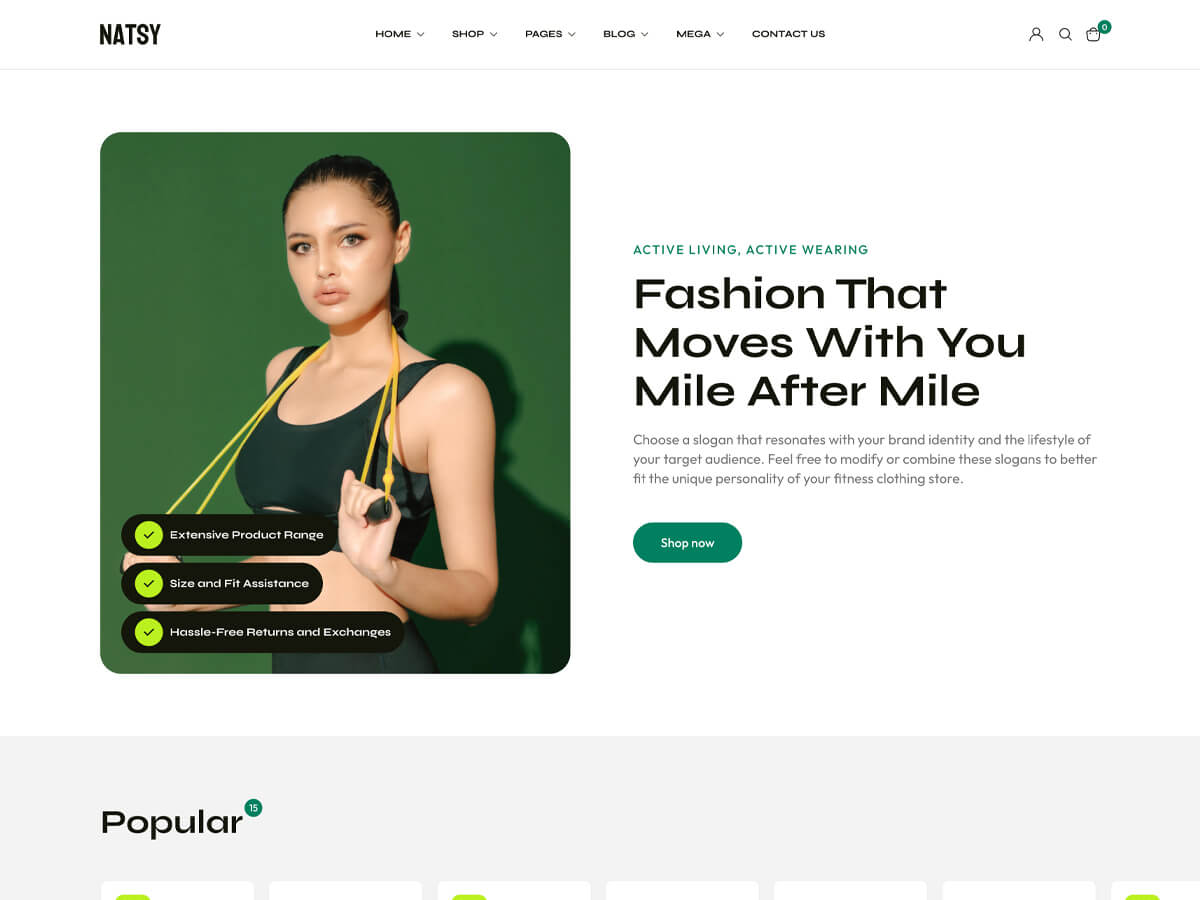 NATSY
HOME
SHOP
PAGES
BLOG
MEGA
CONTACT US
0
ACTIVE LIVING, ACTIVE WEARING
Fashion That
Moves With You
Mile After Mile
Choose a slogan that resonates with your brand identity and the lifestyle of
your target audience. Feel free to modify or combine these slogans to better
fit the unique personality of your fitness clothing store.
Shop now
Extensive Product Range
Size and Fit Assistance
Hassle-Free Returns and Exchanges
Popular
15